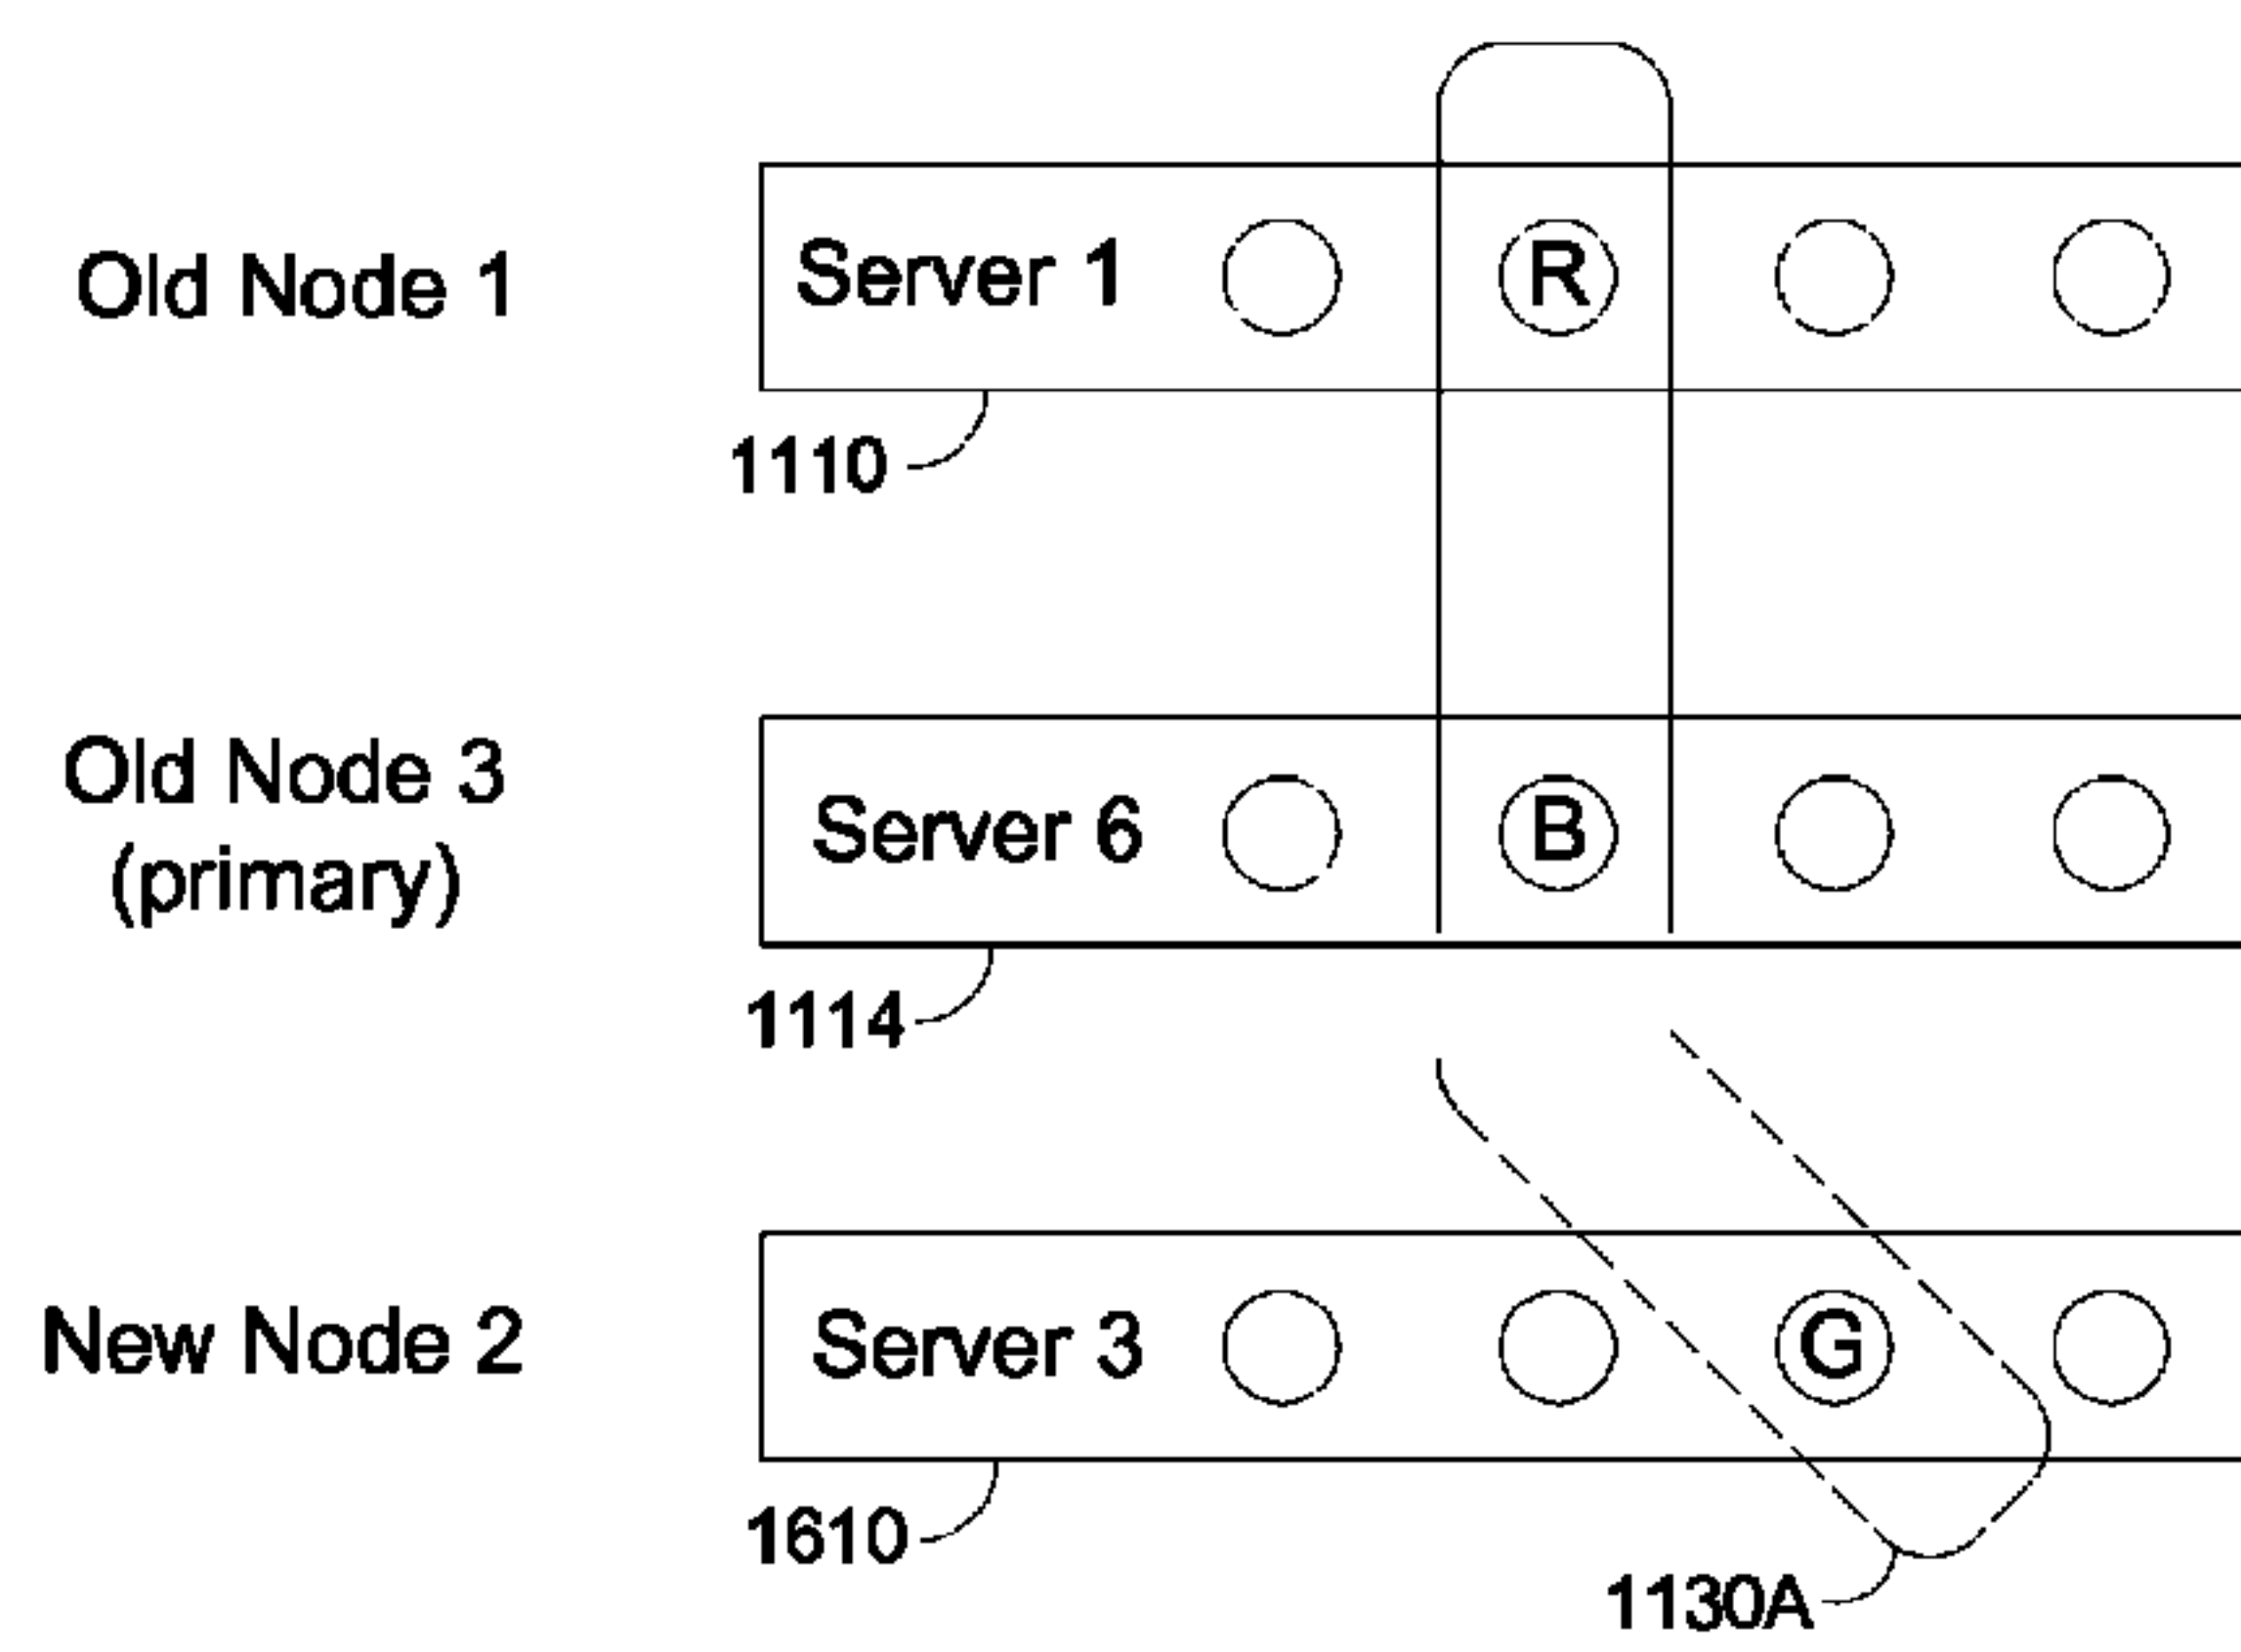 Old Node 1
Server 1
R
1110
Old Node 3
(primary)
Server 6
B
1114
New Node 2
Server 3
G
1610
1130A